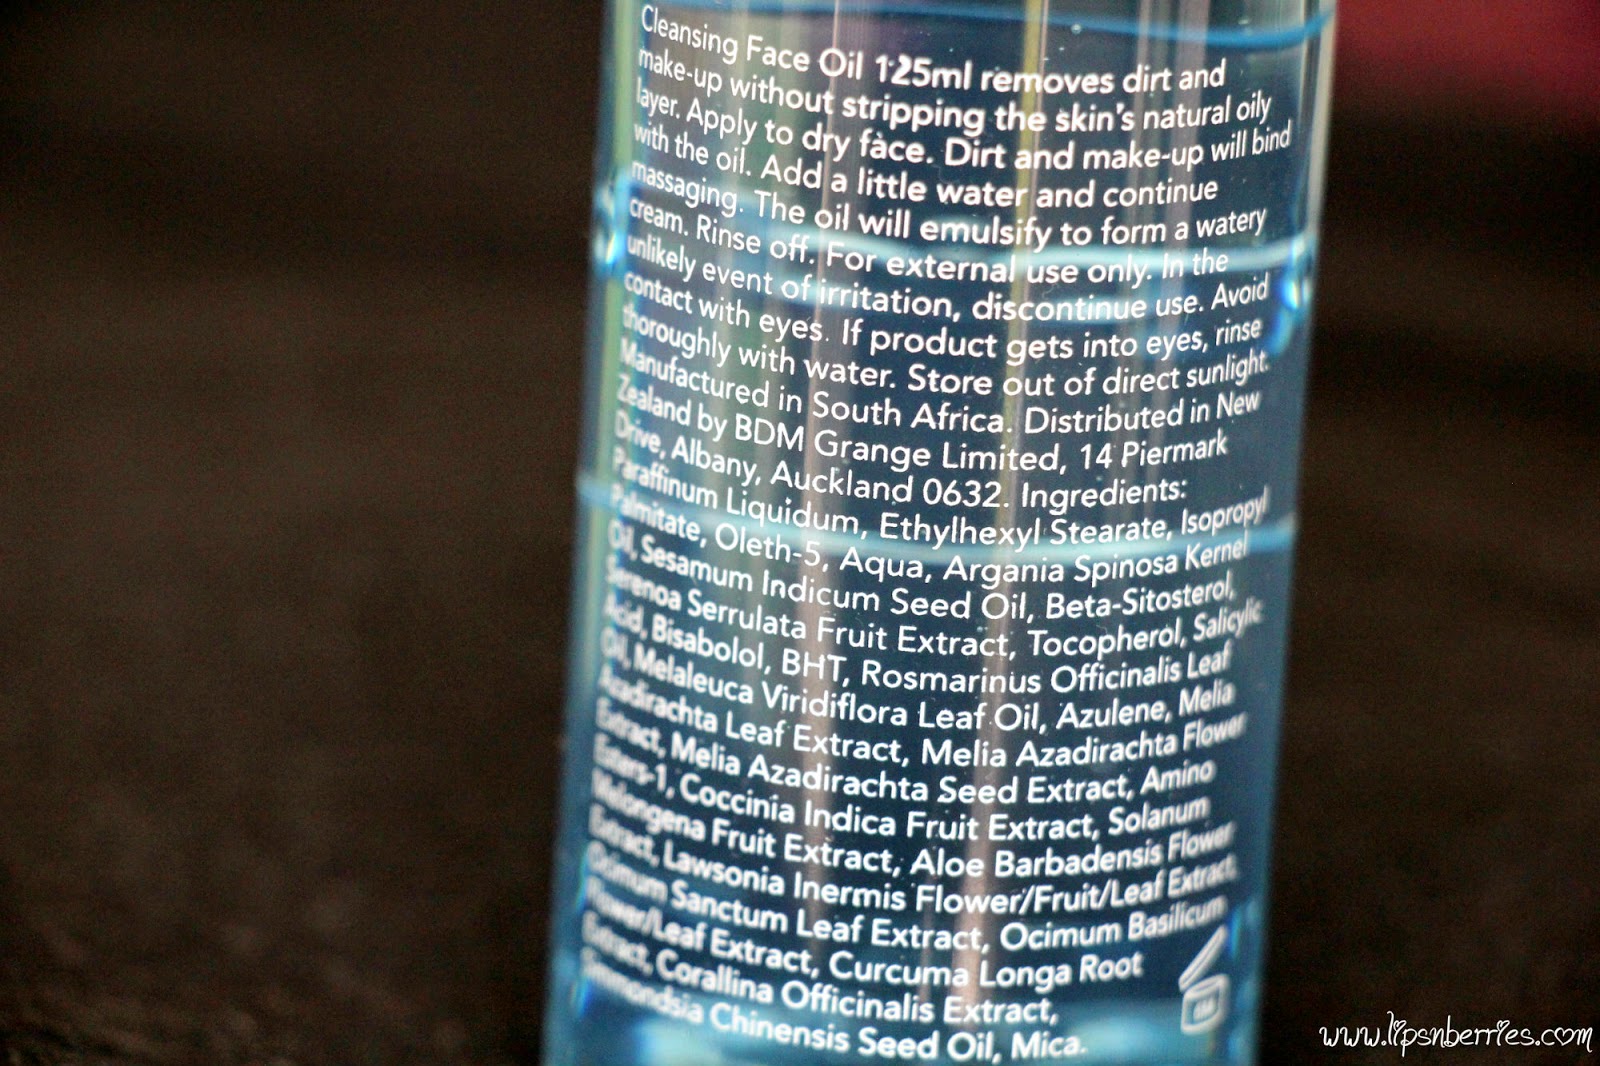 Cleansing Face Oil 125ml removes dirt and
make-up without stripping the skin's natural oily
layer. Apply to dry face. Dirt and make-up will bind
with the oil. Add a little water and continue
massaging. The oil will emulsify to form a watery
cream. Rinse off. For external use only. In the
unlikely event of irritation, discontinue use. Avoid
contact with eyes. If product gets into eyes, rinse
thoroughly with water. Store out of direct sunlight.
Manufactured in South Africa. Distributed in New
Zealand by BDM Grange Limited, 14 Piermark
Drive, Albany, Auckland 0632. Ingredients:
Paraffinum Liquidum, Ethylhexyl Stearate, Isopropyl
Palmitate, Oleth-5, Aqua, Argania Spinosa Kernel
Oil, Sesamum Indicum Seed Oil, Beta-Sitosterol,
Serenoa Serrulata Fruit Extract, Tocopherol, Salicylic
Acid, Bisabolol, BHT, Rosmarinus Officinalis Leaf
Oil, Melaleuca Viridiflora Leaf Oil, Azulene, Melia
Azadirachta Leaf Extract, Melia Azadirachta Flower
Extract, Melia Azadirachta Seed Extract, Amino
Esters-1, Coccinia Indica Fruit Extract, Solanum
Melongena Fruit Extract, Aloe Barbadensis Flower
Extract, Lawsonia Inermis Flower/Fruit/Leaf Extract,
Ocimum Sanctum Leaf Extract, Ocimum Basilicum
Flower/Leaf Extract, Curcuma Longa Root
Extract, Corallina Officinalis Extract,
Simmondsia Chinensis Seed Oil, Mica.
www.lipsnberries.com